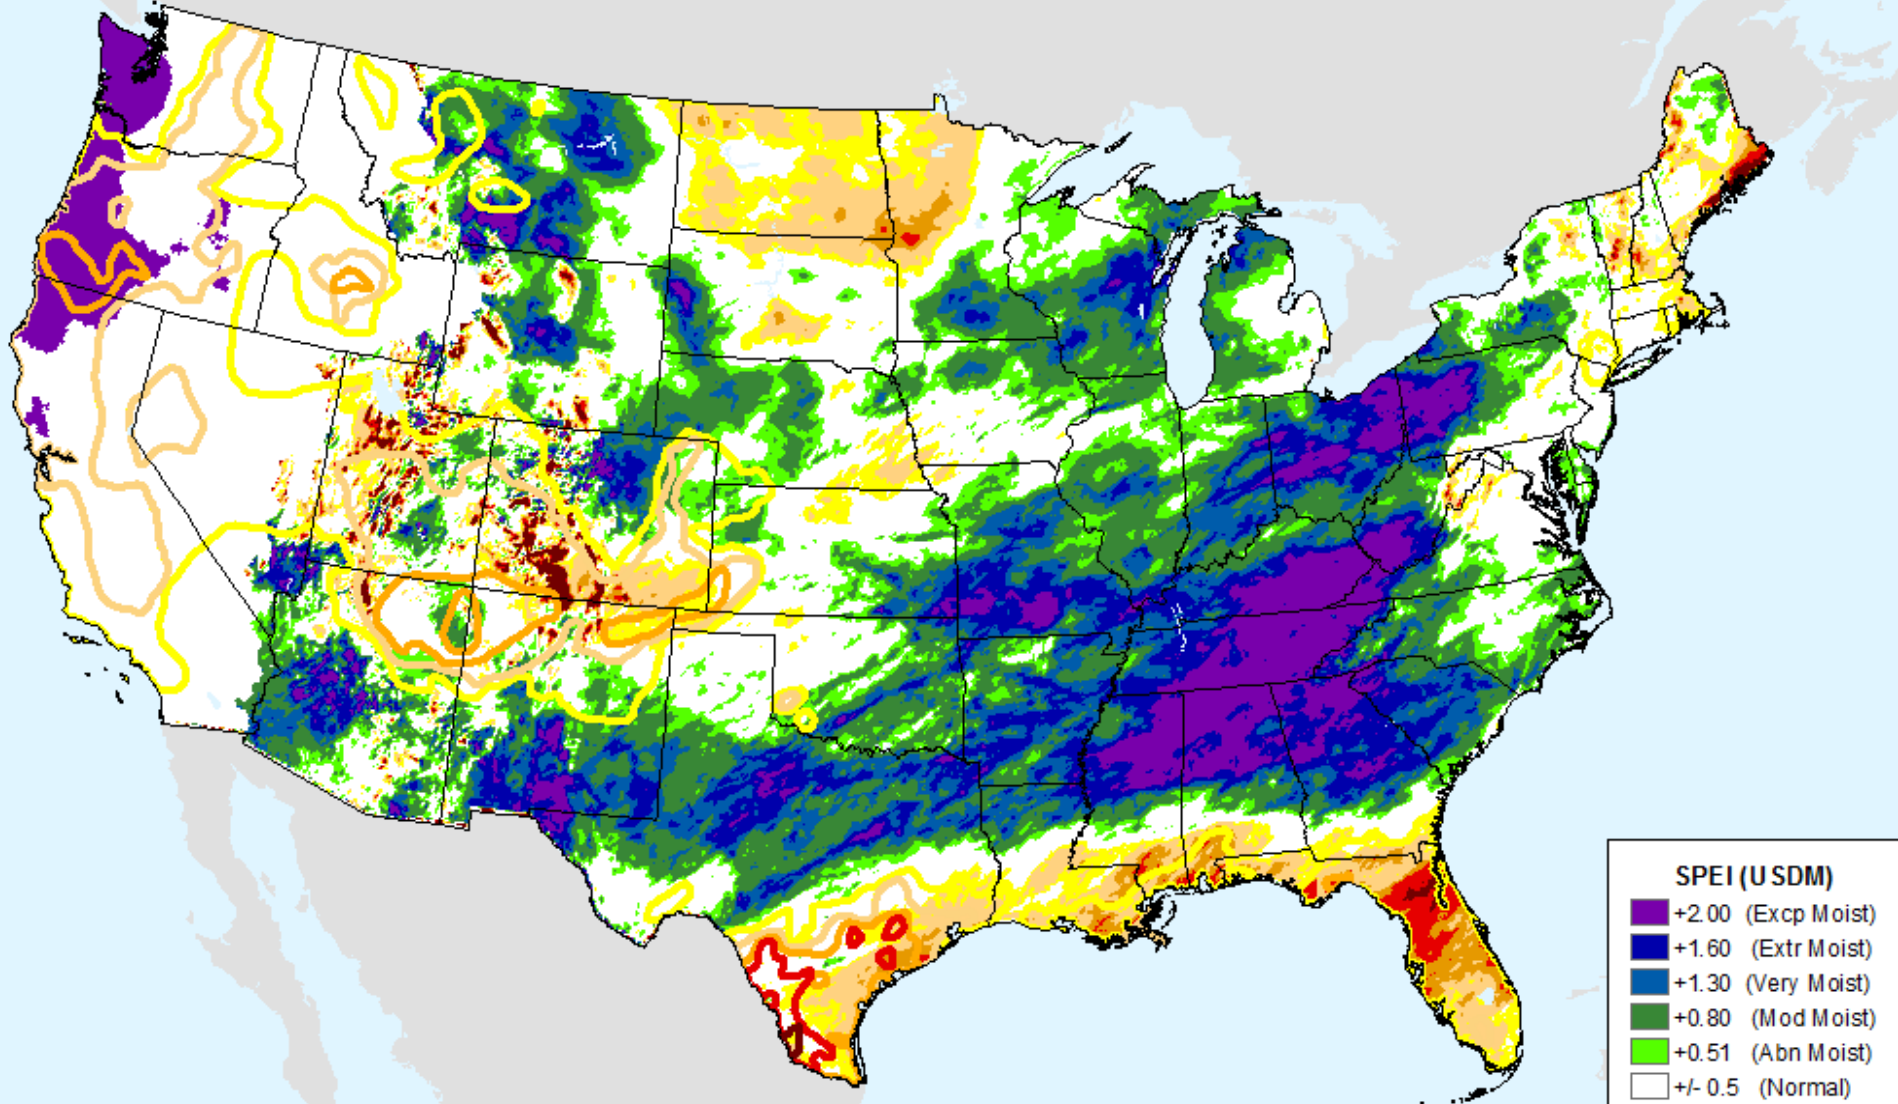 SPEI (USDM)
+2.00 (Excp Moist)
+1.60 (Extr Moist)
+1.30 (Very Moist)
+0.80 (Mod Moist)
+0.51 (Abn Moist)
+/- 0.5 (Normal)